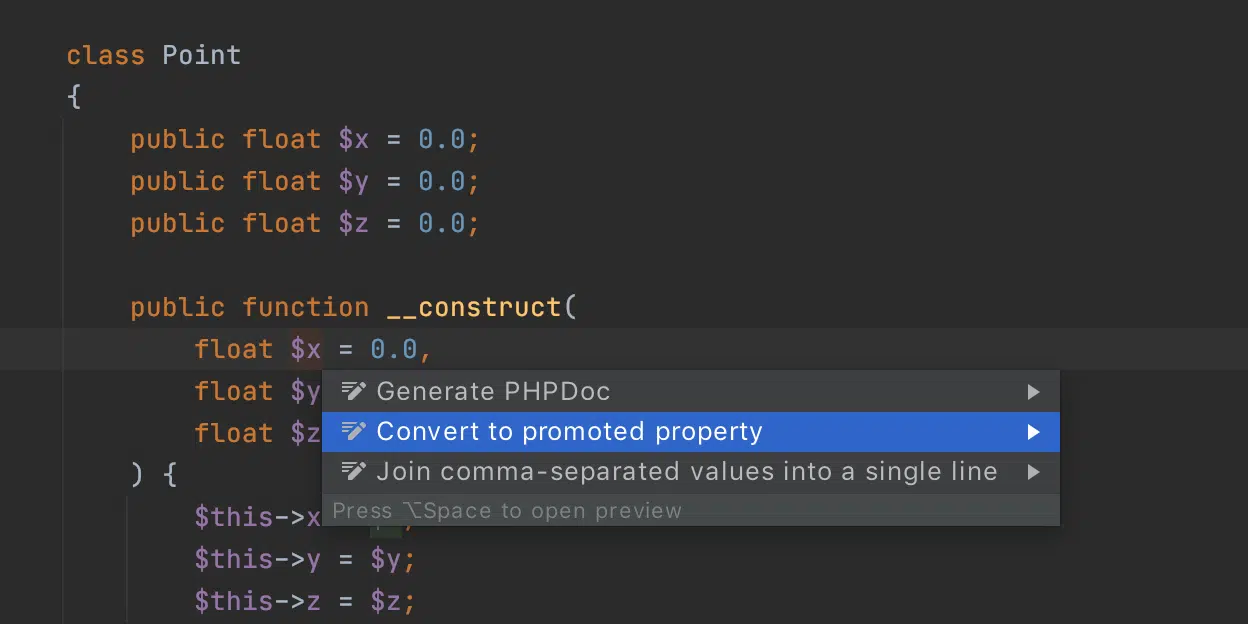 class Point
{
public float $x = 0.0;
public float $y = 0.0;
public float $z = 0.0;
public function __construct(
float $x = 0.0,
float $y
float $z
) {
Generate PHPDoc
Convert to promoted property
Join comma-separated values into a single line
Press ⌥Space to open preview
$this->x
$this->y = $y;
$this->z = $z;